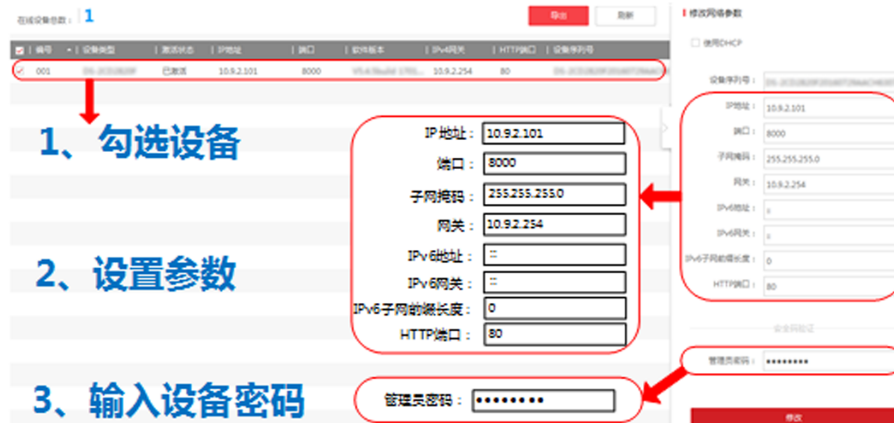 在线设备总数： 1
导出 刷新
编号 设备类型 激活状态 IP地址 端口 软件版本 IPv4网关 HTTP端口 设备序列号
001 已激活 10.9.2.101 8000 10.9.2.254 80
1、勾选设备
2、设置参数
3、输入设备密码
IP地址： 10.9.2.101
端口： 8000
子网掩码： 255.255.255.0
网关： 10.9.2.254
IPv6地址： ::
IPv6网关： ::
IPv6子网前缀长度： 0
HTTP端口： 80
管理员密码： ••••••••
修改网络参数
使用DHCP
设备序列号：
IP地址： 10.9.2.101
端口： 8000
子网掩码： 255.255.255.0
网关： 10.9.2.254
IPv6地址： ::
IPv6网关： ::
IPv6子网前缀长度： 0
HTTP端口： 80
安全码验证
管理员密码： ••••••••
修改